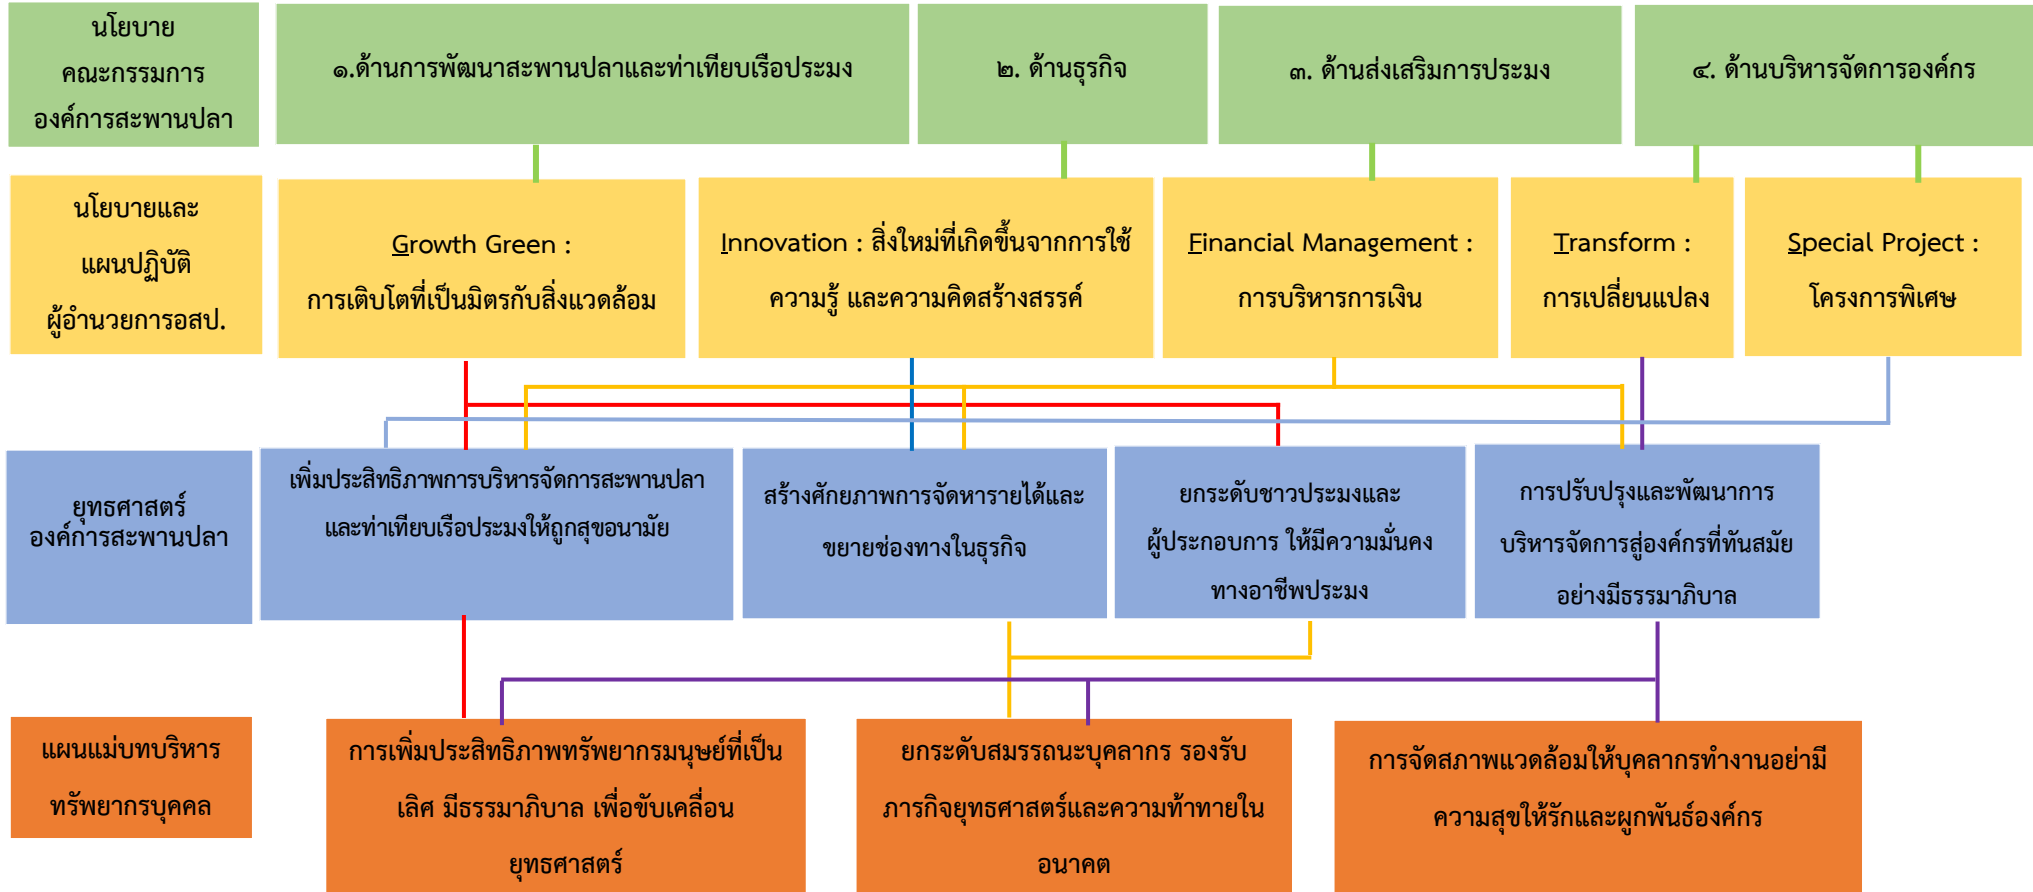 นโยบาย
คณะกรรมการ
องค์การสะพานปลา
๑.ด้านการพัฒนาสะพานปลาและท่าเทียบเรือประมง
๒. ด้านธุรกิจ
๓. ด้านส่งเสริมการประมง
๔. ด้านบริหารจัดการองค์กร
นโยบายและ
แผนปฏิบัติ
ผู้อำนวยการอสป.
Growth Green :
การเติบโตที่เป็นมิตรกับสิ่งแวดล้อม
Innovation : สิ่งใหม่ที่เกิดขึ้นจากการใช้
ความรู้ และความคิดสร้างสรรค์
Financial Management :
การบริหารการเงิน
Transform :
การเปลี่ยนแปลง
Special Project :
โครงการพิเศษ
ยุทธศาสตร์
องค์การสะพานปลา
เพิ่มประสิทธิภาพการบริหารจัดการสะพานปลา
และท่าเทียบเรือประมงให้ถูกสุขอนามัย
สร้างศักยภาพการจัดหารายได้และ
ขยายช่องทางในธุรกิจ
ยกระดับชาวประมงและ
ผู้ประกอบการ ให้มีความมั่นคง
ทางอาชีพประมง
การปรับปรุงและพัฒนาการ
บริหารจัดการสู่องค์กรที่ทันสมัย
อย่างมีธรรมาภิบาล
แผนแม่บทบริหาร
ทรัพยากรบุคคล
การเพิ่มประสิทธิภาพทรัพยากรมนุษย์ที่เป็น
เลิศ มีธรรมาภิบาล เพื่อขับเคลื่อน
ยุทธศาสตร์
ยกระดับสมรรถนะบุคลากร รองรับ
ภารกิจยุทธศาสตร์และความท้าทายใน
อนาคต
การจัดสภาพแวดล้อมให้บุคลากรทำงานอย่ามี
ความสุขให้รักและผูกพันธ์องค์กร